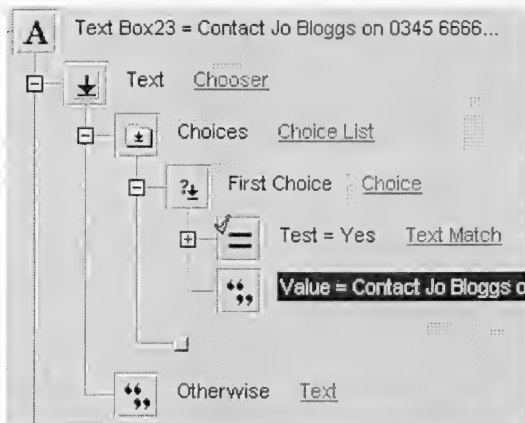 A Text Box23 = Contact Jo Bloggs on 0345 6666...
Text Chooser
Choices Choice List
First Choice Choice
Test = Yes Text Match
Value = Contact Jo Bloggs o
Otherwise Text